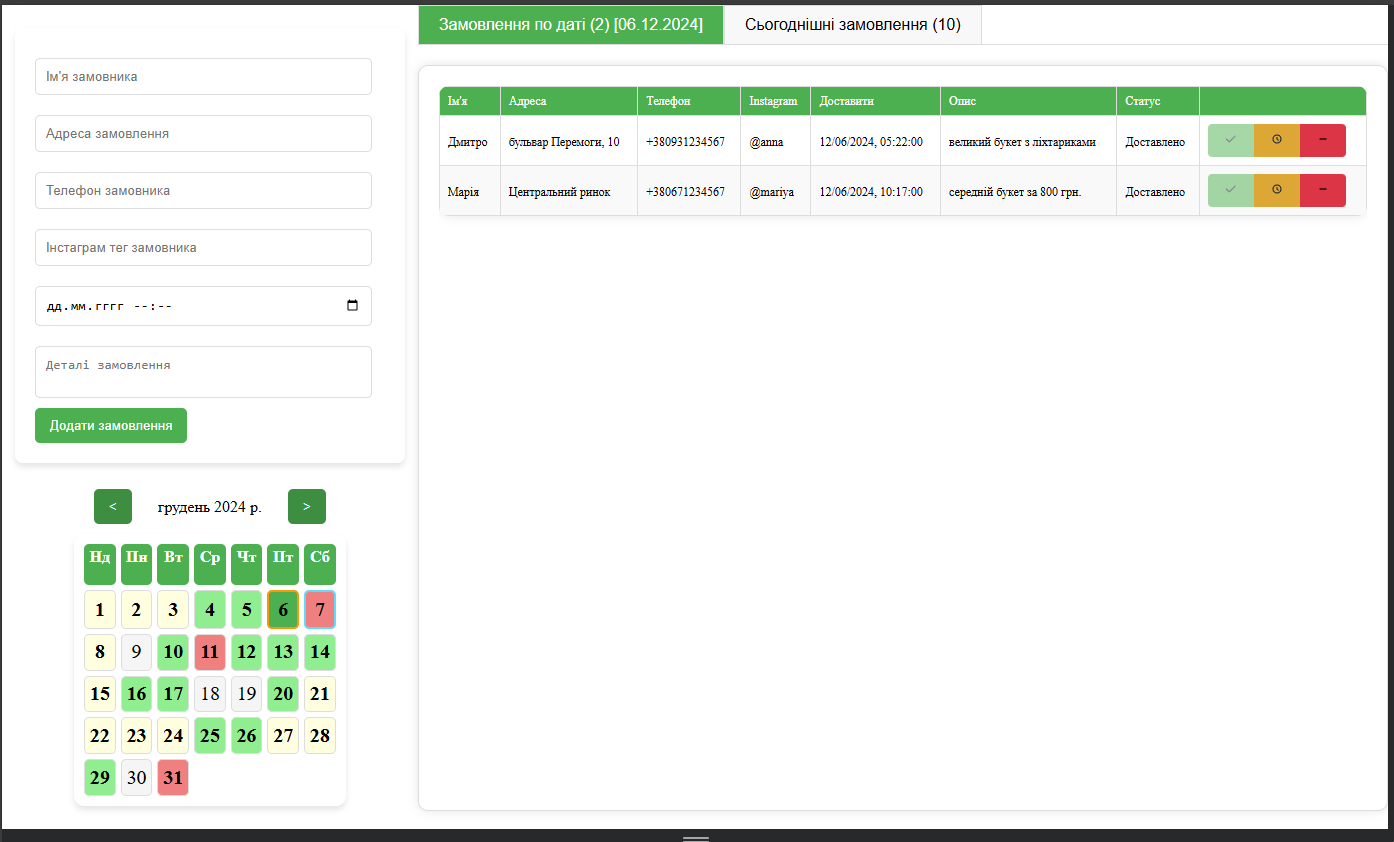 Ім'я замовника
Адреса замовлення
Телефон замовника
Інстаграм тег замовника
дд.мм.гггг --:--
Деталі замовлення
Додати замовлення
< грудень 2024 р. >
Нд Пн Вт Ср Чт Пт Сб
1 2 3 4 5 6 7
8 9 10 11 12 13 14
15 16 17 18 19 20 21
22 23 24 25 26 27 28
29 30 31
Замовлення по даті (2) [06.12.2024] Сьогоднішні замовлення (10)
Ім'я Адреса Телефон Instagram Доставити Опис Статус
Дмитро бульвар Перемоги, 10 +380931234567 @anna 12/06/2024, 05:22:00 великий букет з ліхтариками Доставлено
Марія Центральний ринок +380671234567 @mariya 12/06/2024, 10:17:00 середній букет за 800 грн. Доставлено